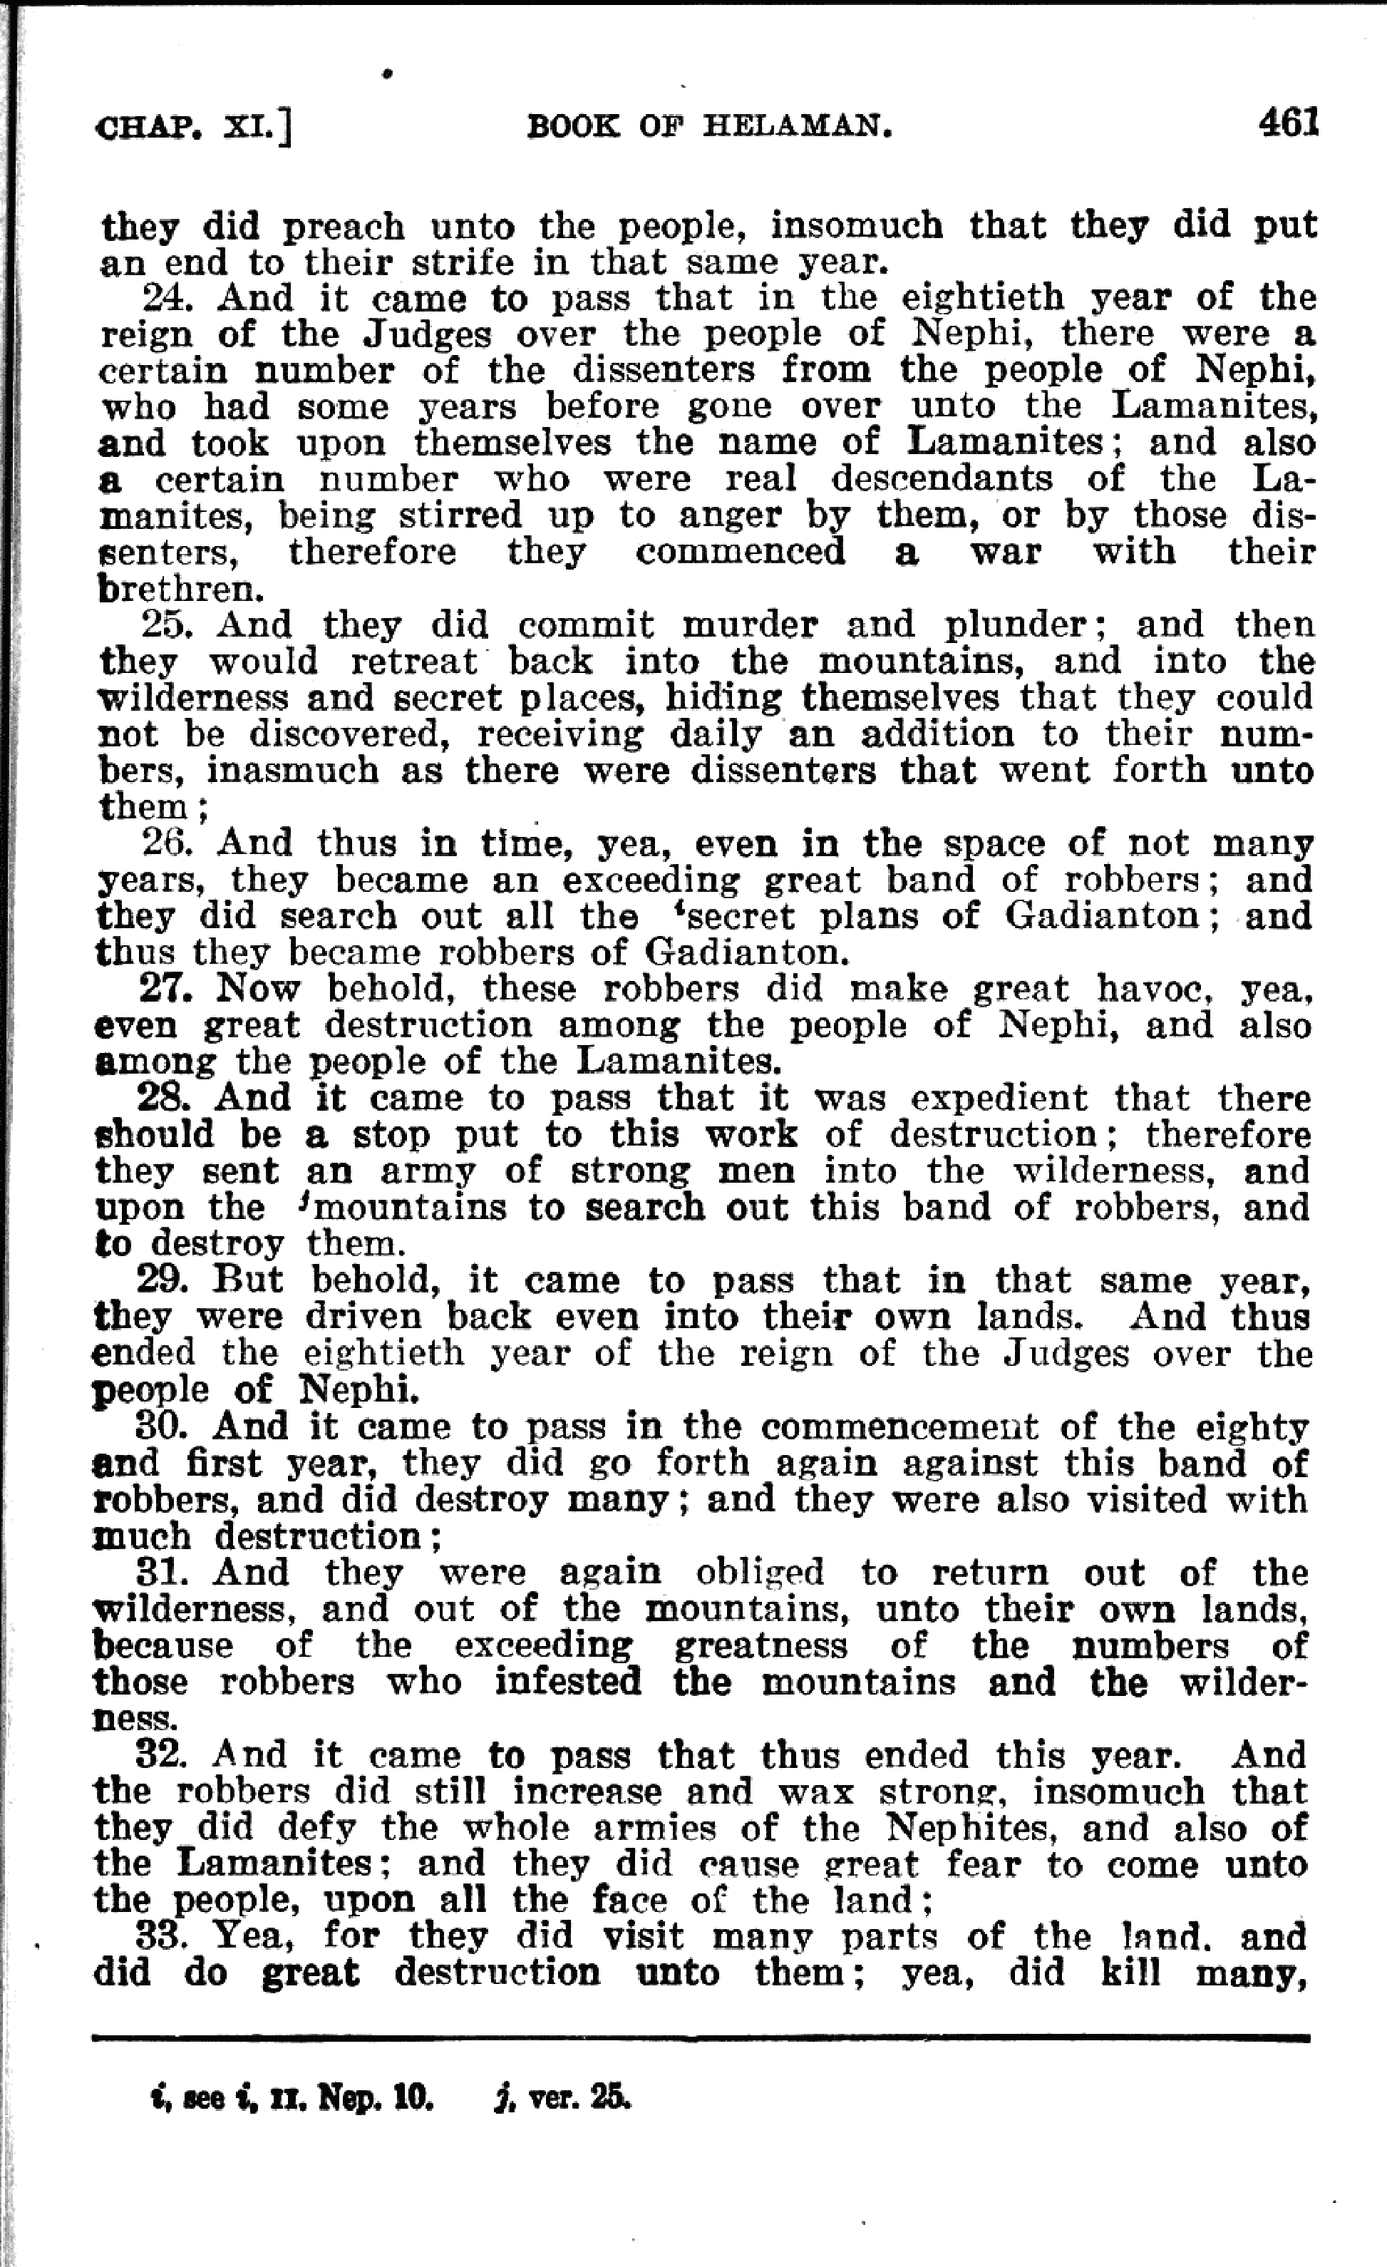 CHAP. XI.] BOOK OF HELAMAN. 461
they did preach unto the people, insomuch that they did put
an end to their strife in that same year.
24. And it came to pass that in the eightieth year of the
reign of the Judges over the people of Nephi, there were a
certain number of the dissenters from the people of Nephi,
who had some years before gone over unto the Lamanites,
and took upon themselves the name of Lamanites; and also
a certain number who were real descendants of the La-
manites, being stirred up to anger by them, or by those dis-
senters, therefore they commenced a war with their
brethren.
25. And they did commit murder and plunder; and then
they would retreat back into the mountains, and into the
wilderness and secret places, hiding themselves that they could
not be discovered, receiving daily an addition to their num-
bers, inasmuch as there were dissenters that went forth unto
them;
26. And thus in time, yea, even in the space of not many
years, they became an exceeding great band of robbers; and
they did search out all the ⁱsecret plans of Gadianton; and
thus they became robbers of Gadianton.
27. Now behold, these robbers did make great havoc, yea,
even great destruction among the people of Nephi, and also
among the people of the Lamanites.
28. And it came to pass that it was expedient that there
should be a stop put to this work of destruction; therefore
they sent an army of strong men into the wilderness, and
upon the ʲmountains to search out this band of robbers, and
to destroy them.
29. But behold, it came to pass that in that same year,
they were driven back even into their own lands. And thus
ended the eightieth year of the reign of the Judges over the
people of Nephi.
30. And it came to pass in the commencement of the eighty
and first year, they did go forth again against this band of
robbers, and did destroy many; and they were also visited with
much destruction;
31. And they were again obliged to return out of the
wilderness, and out of the mountains, unto their own lands,
because of the exceeding greatness of the numbers of
those robbers who infested the mountains and the wilder-
ness.
32. And it came to pass that thus ended this year. And
the robbers did still increase and wax strong, insomuch that
they did defy the whole armies of the Nephites, and also of
the Lamanites; and they did cause great fear to come unto
the people, upon all the face of the land;
33. Yea, for they did visit many parts of the land. and
did do great destruction unto them; yea, did kill many,
i, see i, II. Nep. 10. j, ver. 25.